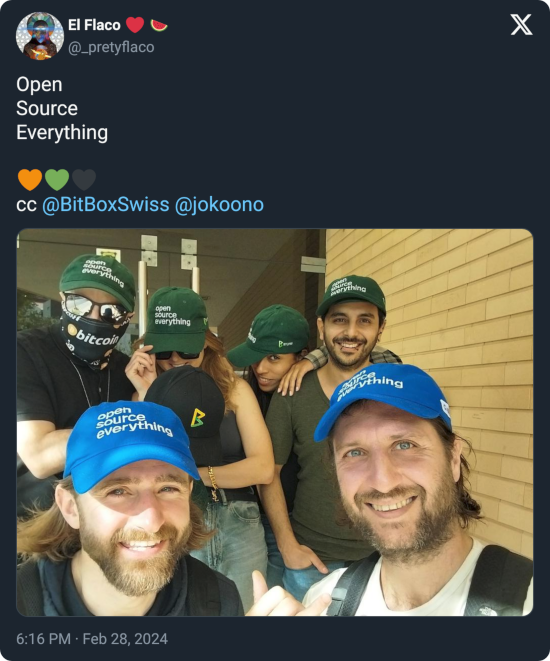 El Flaco ❤️ 🍉
@_pretyflaco
Open
Source
Everything
🧡💚🖤
cc @BitBoxSwiss @jokoono
open
source
everything
open
source
everything
open
source
everything
bitcoin
open
source
everything
open
source
everything
6:16 PM · Feb 28, 2024